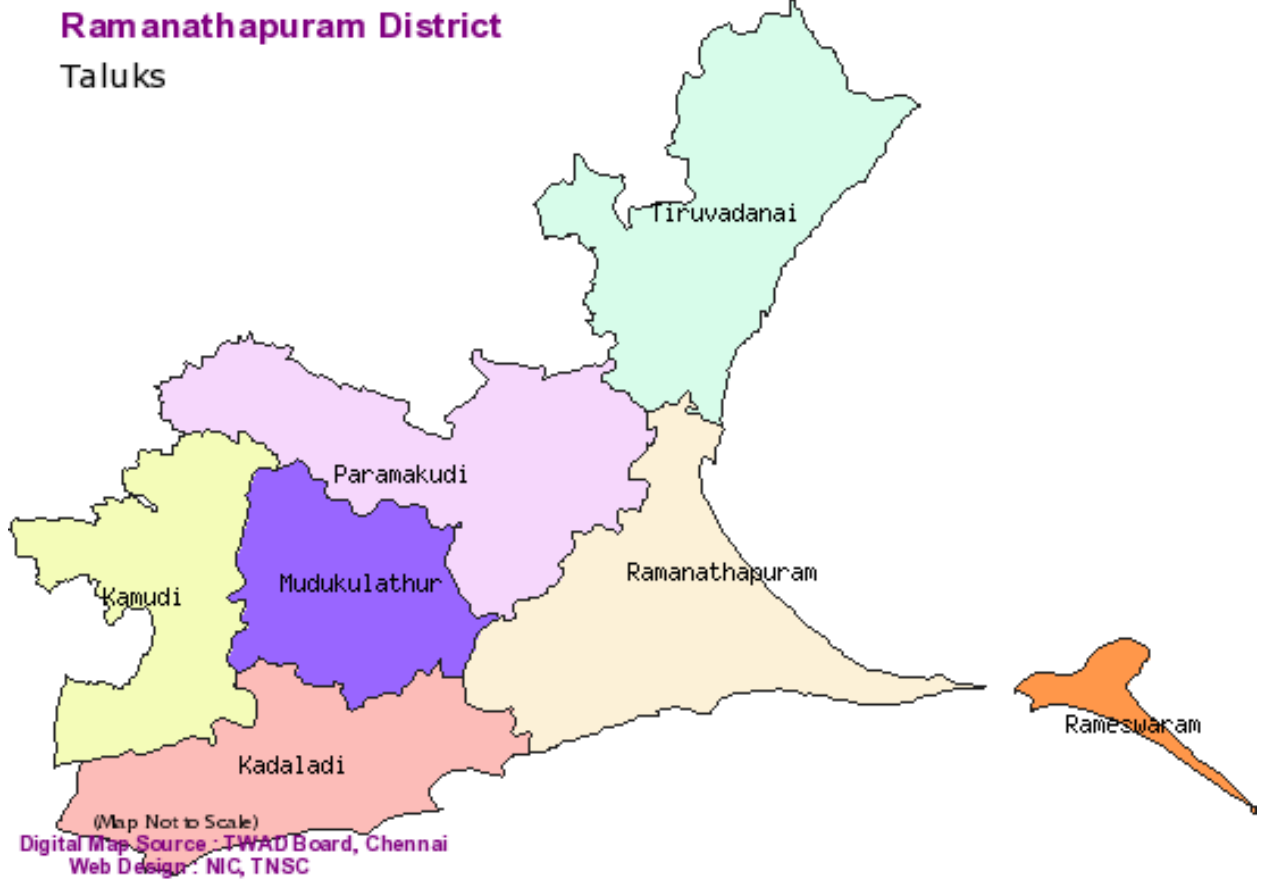 Ramanathapuram District
Taluks
Tiruvadanai
Paramakudi
Ramanathapuram
Mudukulathur
Kamudi
Rameswaram
Kadaladi
(Map Not to Scale)
Digital Map Source : TWAD Board, Chennai
Web Design : NIC, TNSC